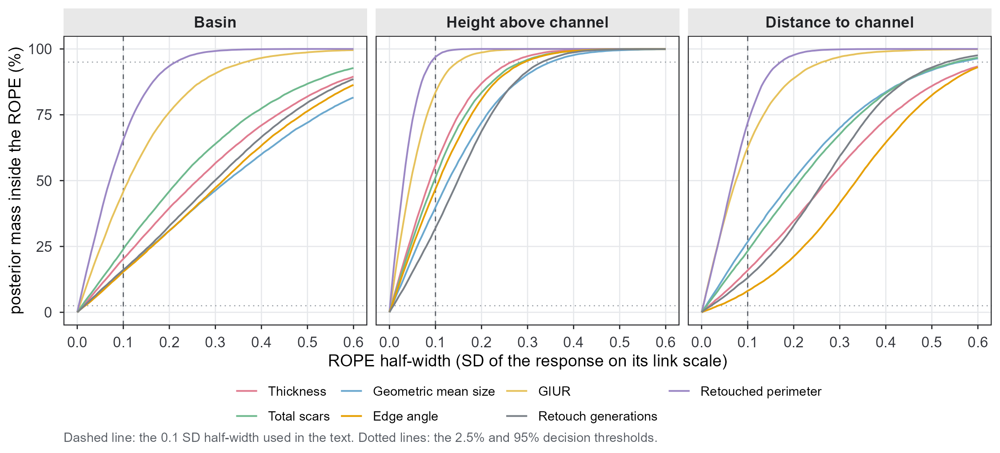 Basin
Height above channel
Distance to channel
posterior mass inside the ROPE (%)
100
75
50
25
0
0.0 0.1 0.2 0.3 0.4 0.5 0.6
0.0 0.1 0.2 0.3 0.4 0.5 0.6
0.0 0.1 0.2 0.3 0.4 0.5 0.6
ROPE half-width (SD of the response on its link scale)
Thickness Geometric mean size GIUR Retouched perimeter
Total scars Edge angle Retouch generations
Dashed line: the 0.1 SD half-width used in the text. Dotted lines: the 2.5% and 95% decision thresholds.